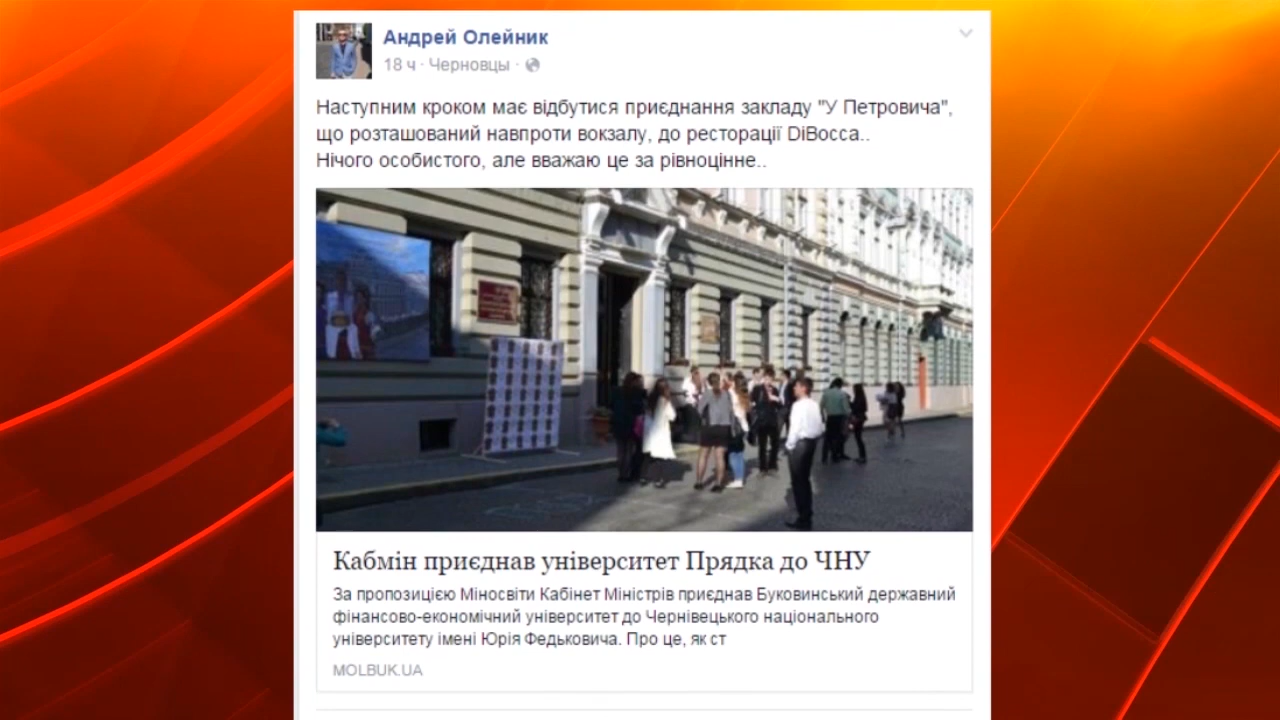 Андрей Олейник
18 ч · Черновцы ·
Наступним кроком має відбутися приєднання закладу "У Петровича",
що розташований навпроти вокзалу, до ресторації DiBocca..
Нічого особистого, але вважаю це за рівноцінне..
Кабмін приєднав університет Прядка до ЧНУ
За пропозицією Міносвіти Кабінет Міністрів приєднав Буковинський державний
фінансово-економічний університет до Чернівецького національного
університету імені Юрія Федьковича. Про це, як ст
MOLBUK.UA